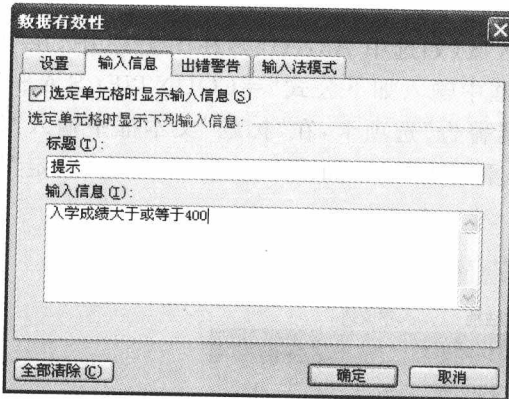 数据有效性
设置 输入信息 出错警告 输入法模式
选定单元格时显示输入信息(S)
选定单元格时显示下列输入信息:
标题(T):
提示
输入信息(I):
入学成绩大于或等于400
全部清除(C) 确定 取消